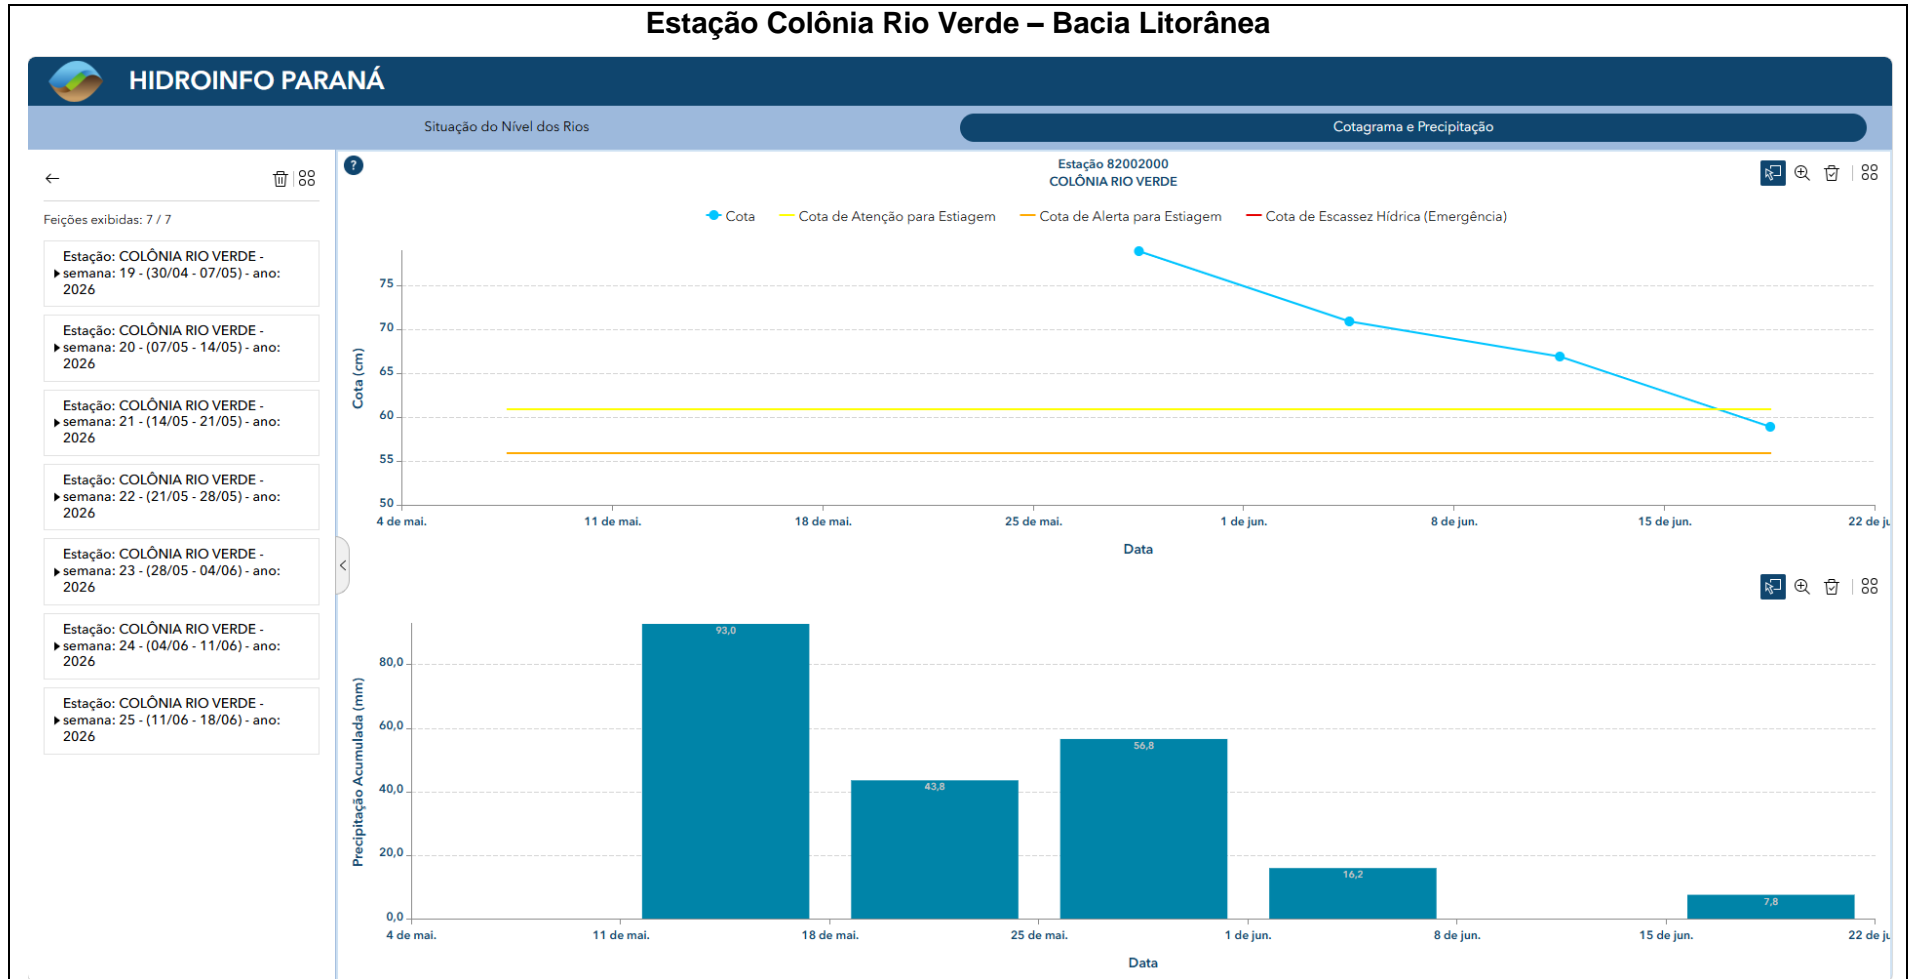 Estação Colônia Rio Verde – Bacia Litorânea
HIDROINFO PARANÁ
Situação do Nível dos Rios
Cotagrama e Precipitação
Feições exibidas: 7 / 7
Estação: COLÔNIA RIO VERDE -
semana: 19 - (30/04 - 07/05) - ano:
2026
Estação: COLÔNIA RIO VERDE -
semana: 20 - (07/05 - 14/05) - ano:
2026
Estação: COLÔNIA RIO VERDE -
semana: 21 - (14/05 - 21/05) - ano:
2026
Estação: COLÔNIA RIO VERDE -
semana: 22 - (21/05 - 28/05) - ano:
2026
Estação: COLÔNIA RIO VERDE -
semana: 23 - (28/05 - 04/06) - ano:
2026
Estação: COLÔNIA RIO VERDE -
semana: 24 - (04/06 - 11/06) - ano:
2026
Estação: COLÔNIA RIO VERDE -
semana: 25 - (11/06 - 18/06) - ano:
2026
?
Estação 82002000
COLÔNIA RIO VERDE
Cota
Cota de Atenção para Estiagem
Cota de Alerta para Estiagem
Cota de Escassez Hídrica (Emergência)
Cota (cm)
75
70
65
60
55
50
4 de mai.
11 de mai.
18 de mai.
25 de mai.
1 de jun.
8 de jun.
15 de jun.
22 de ju
Data
Precipitação Acumulada (mm)
80,0
60,0
40,0
20,0
0,0
93,0
43,8
56,8
16,2
7,8
4 de mai.
11 de mai.
18 de mai.
25 de mai.
1 de jun.
8 de jun.
15 de jun.
22 de ju
Data